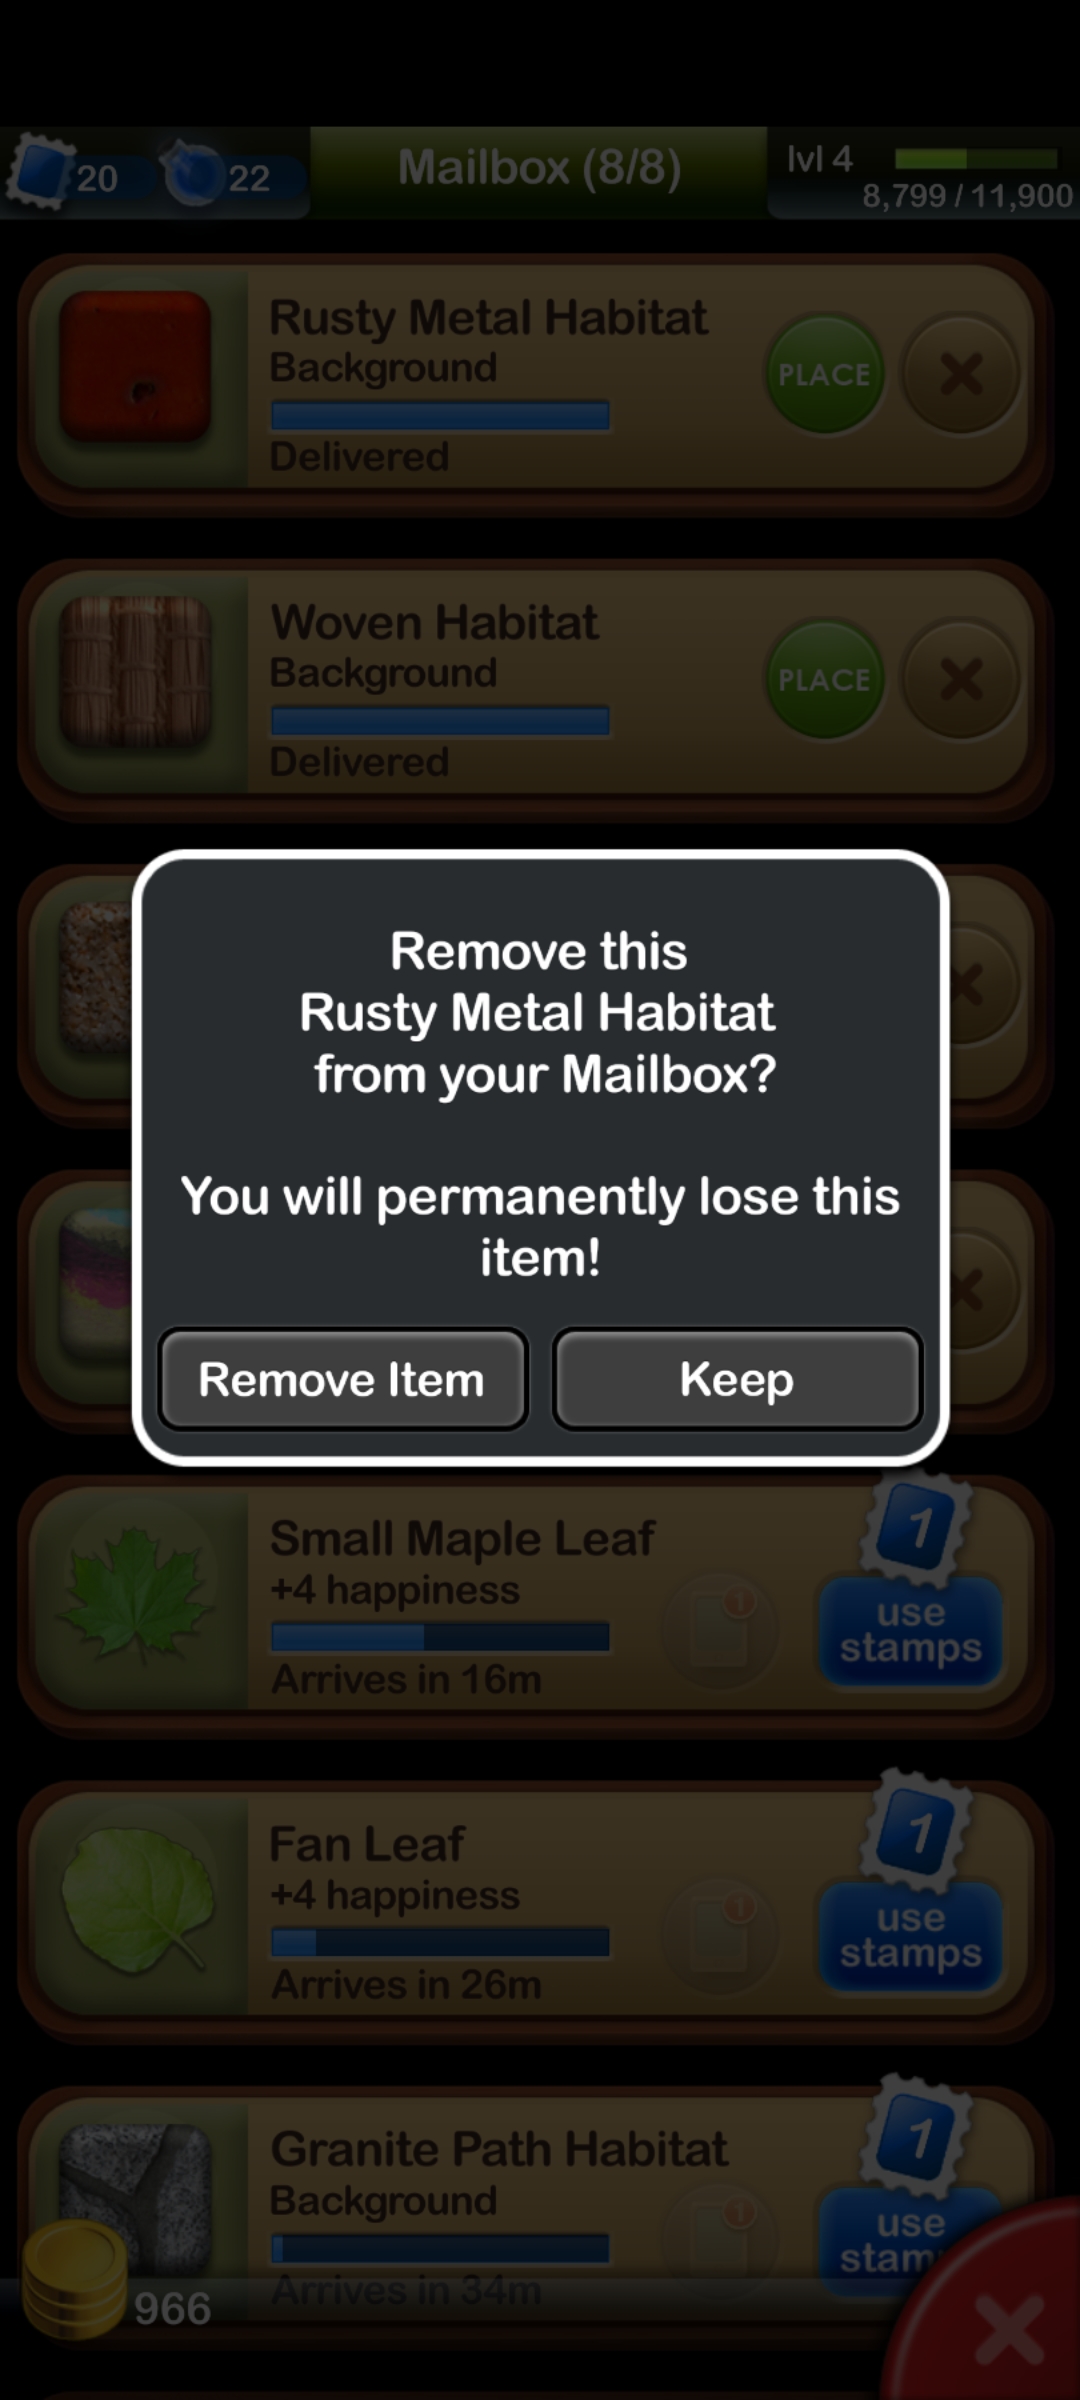 20
22
Mailbox (8/8)
lvl 4
8,799 / 11,900
Rusty Metal Habitat
Background
Delivered
PLACE
Woven Habitat
Background
Delivered
PLACE
Remove this
Rusty Metal Habitat
from your Mailbox?
You will permanently lose this
item!
Remove Item
Keep
Small Maple Leaf
+4 happiness
Arrives in 16m
1
1
use
stamps
Fan Leaf
+4 happiness
Arrives in 26m
1
1
use
stamps
Granite Path Habitat
Background
Arrives in 34m
1
1
use
stam
966